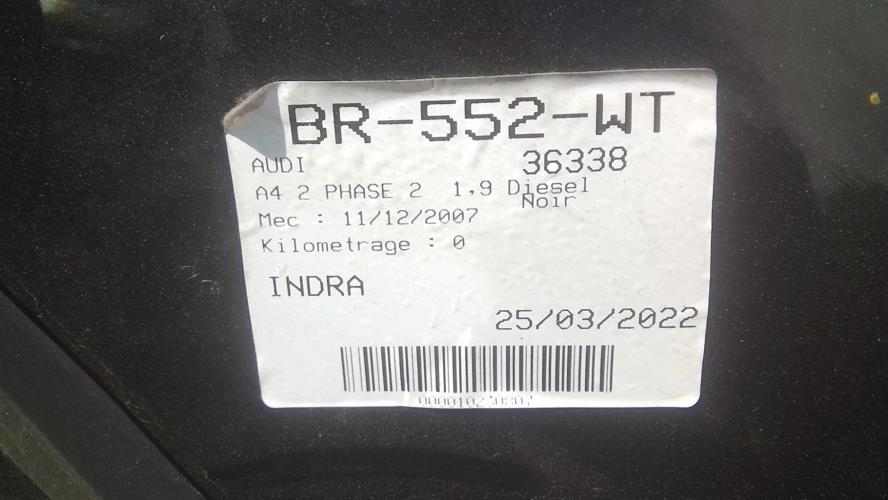 BR-552-WT
AUDI 36338
A4 2 PHASE 2 1,9 Diesel
Noir
Mec : 11/12/2007
Kilometrage : 0
INDRA
25/03/2022